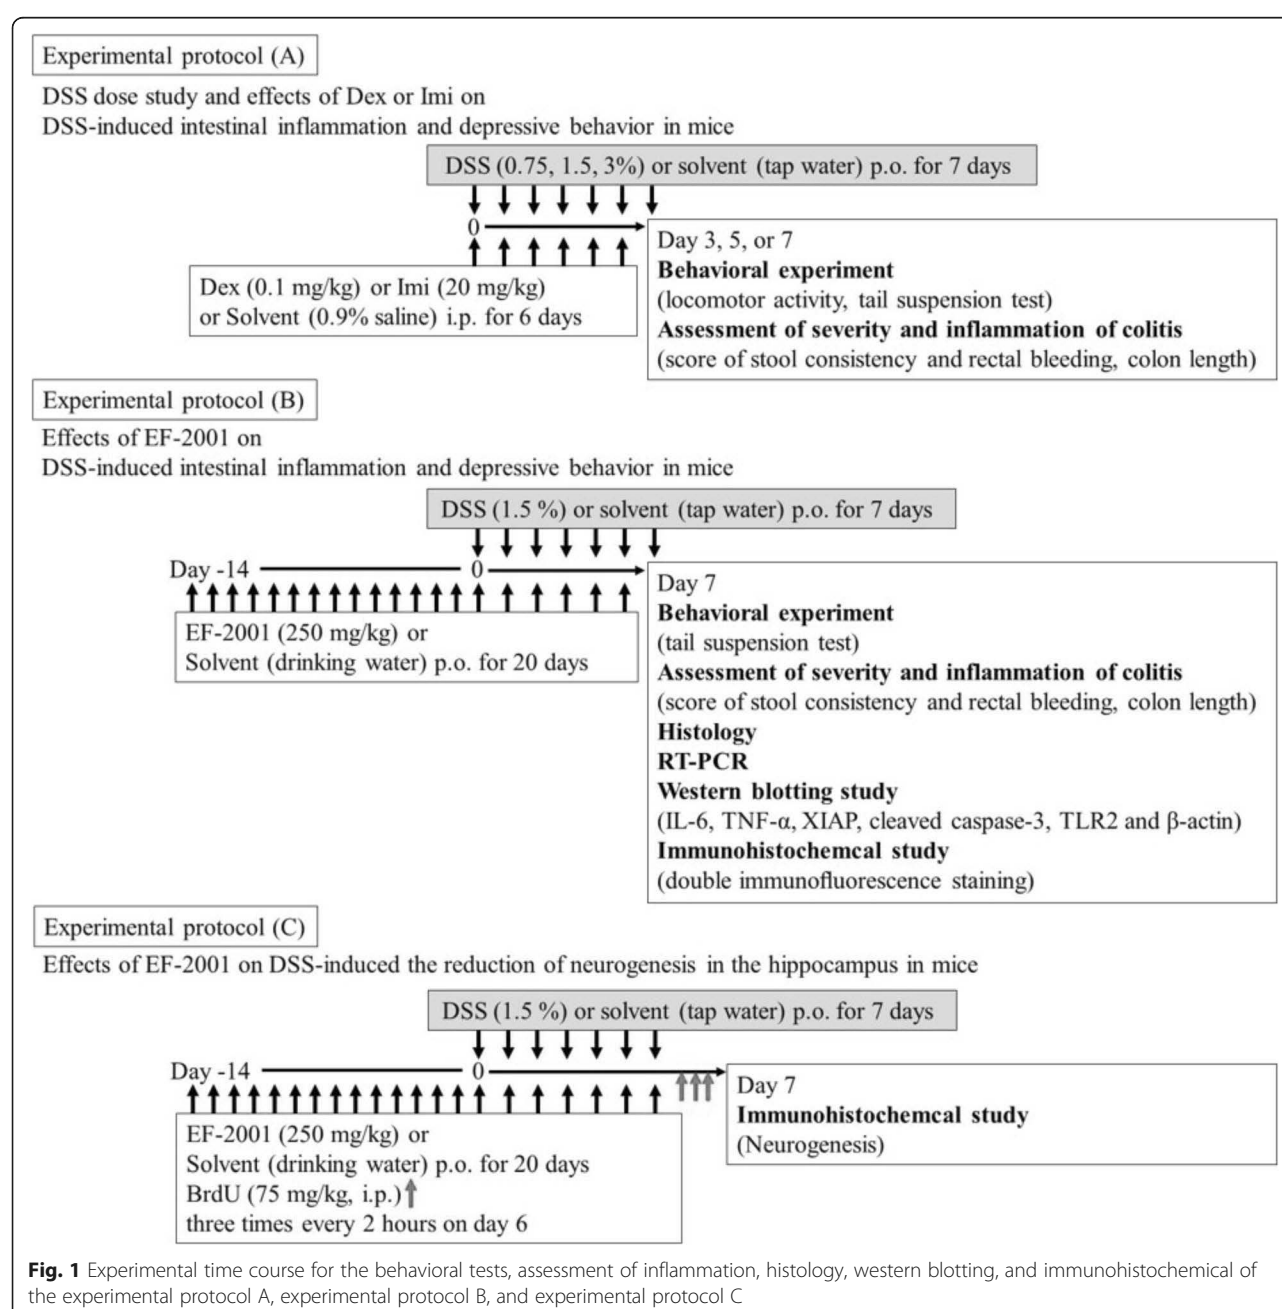 Experimental protocol (A)
DSS dose study and effects of Dex or Imi on
DSS-induced intestinal inflammation and depressive behavior in mice
DSS (0.75, 1.5, 3%) or solvent (tap water) p.o. for 7 days
0
Dex (0.1 mg/kg) or Imi (20 mg/kg)
or Solvent (0.9% saline) i.p. for 6 days
Day 3, 5, or 7
Behavioral experiment
(locomotor activity, tail suspension test)
Assessment of severity and inflammation of colitis
(score of stool consistency and rectal bleeding, colon length)
Experimental protocol (B)
Effects of EF-2001 on
DSS-induced intestinal inflammation and depressive behavior in mice
DSS (1.5 %) or solvent (tap water) p.o. for 7 days
Day -14
0
EF-2001 (250 mg/kg) or
Solvent (drinking water) p.o. for 20 days
Day 7
Behavioral experiment
(tail suspension test)
Assessment of severity and inflammation of colitis
(score of stool consistency and rectal bleeding, colon length)
Histology
RT-PCR
Western blotting study
(IL-6, TNF-α, XIAP, cleaved caspase-3, TLR2 and β-actin)
Immunohistochemcal study
(double immunofluorescence staining)
Experimental protocol (C)
Effects of EF-2001 on DSS-induced the reduction of neurogenesis in the hippocampus in mice
DSS (1.5 %) or solvent (tap water) p.o. for 7 days
Day -14
0
EF-2001 (250 mg/kg) or
Solvent (drinking water) p.o. for 20 days
BrdU (75 mg/kg, i.p.)
three times every 2 hours on day 6
Day 7
Immunohistochemcal study
(Neurogenesis)
Fig. 1 Experimental time course for the behavioral tests, assessment of inflammation, histology, western blotting, and immunohistochemical of
the experimental protocol A, experimental protocol B, and experimental protocol C